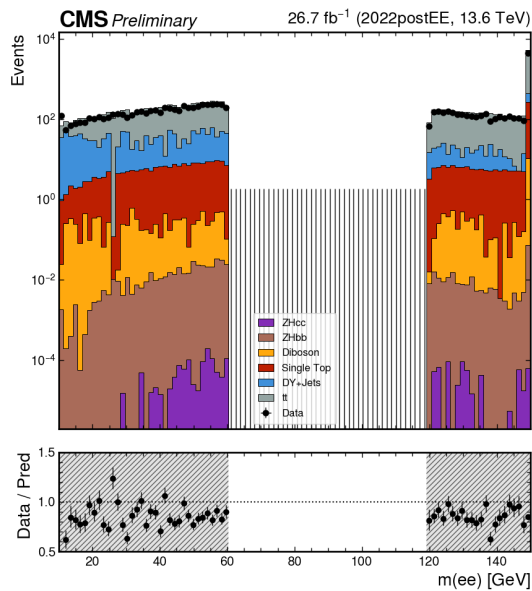 CMS Preliminary
26.7 fb⁻¹ (2022postEE, 13.6 TeV)
Events
10⁴
10²
10⁰
10⁻²
10⁻⁴
ZHcc
ZHbb
Diboson
Single Top
DY+Jets
tt
Data
Data / Pred
1.5
1.0
0.5
20 40 60 80 100 120 140
m(ee) [GeV]